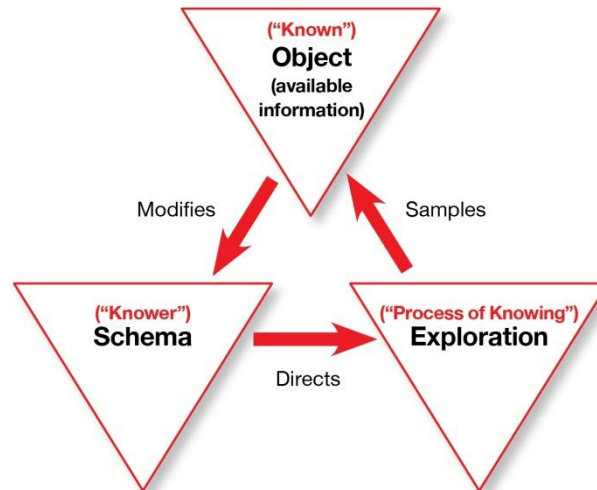 (“Known”)
Object
(available
information)
Modifies
Samples
(“Knower”)
Schema
(“Process of Knowing”)
Exploration
Directs